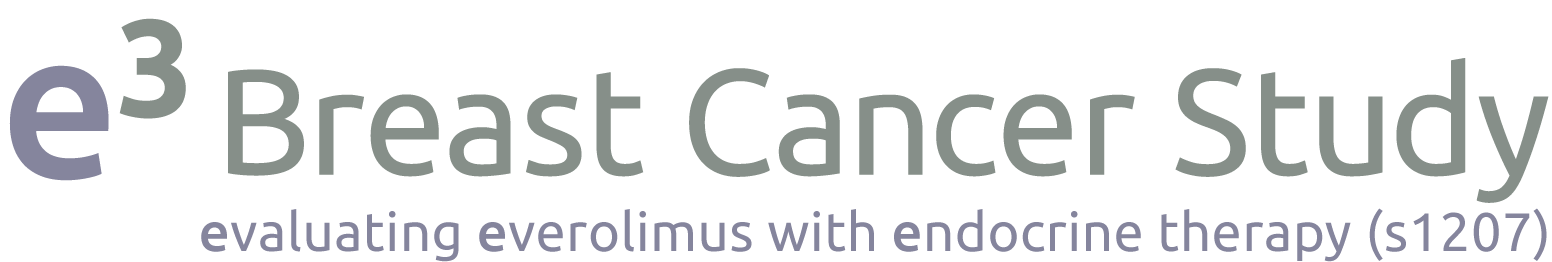 e³ Breast Cancer Study
evaluating everolimus with endocrine therapy (s1207)